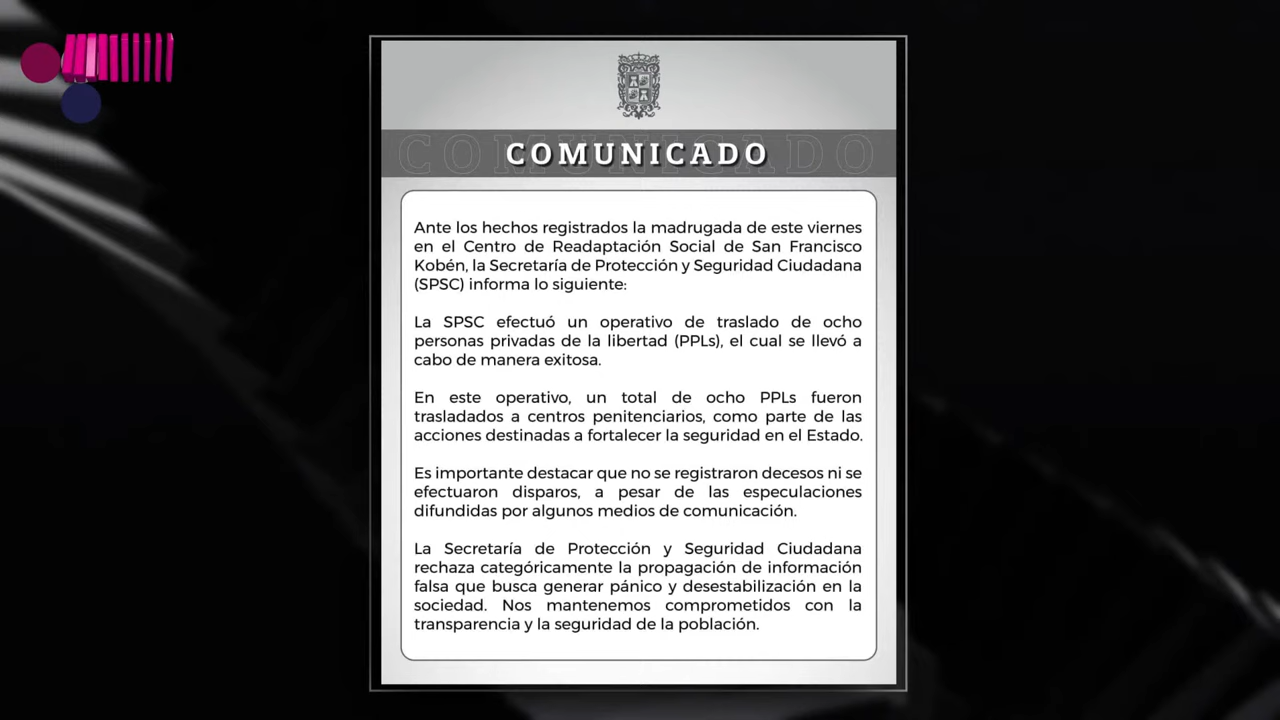 COMUNICADO
Ante los hechos registrados la madrugada de este viernes
en el Centro de Readaptación Social de San Francisco
Kobén, la Secretaría de Protección y Seguridad Ciudadana
(SPSC) informa lo siguiente:
La SPSC efectuó un operativo de traslado de ocho
personas privadas de la libertad (PPLs), el cual se llevó a
cabo de manera exitosa.
En este operativo, un total de ocho PPLs fueron
trasladados a centros penitenciarios, como parte de las
acciones destinadas a fortalecer la seguridad en el Estado.
Es importante destacar que no se registraron decesos ni se
efectuaron disparos, a pesar de las especulaciones
difundidas por algunos medios de comunicación.
La Secretaría de Protección y Seguridad Ciudadana
rechaza categóricamente la propagación de información
falsa que busca generar pánico y desestabilización en la
sociedad. Nos mantenemos comprometidos con la
transparencia y la seguridad de la población.